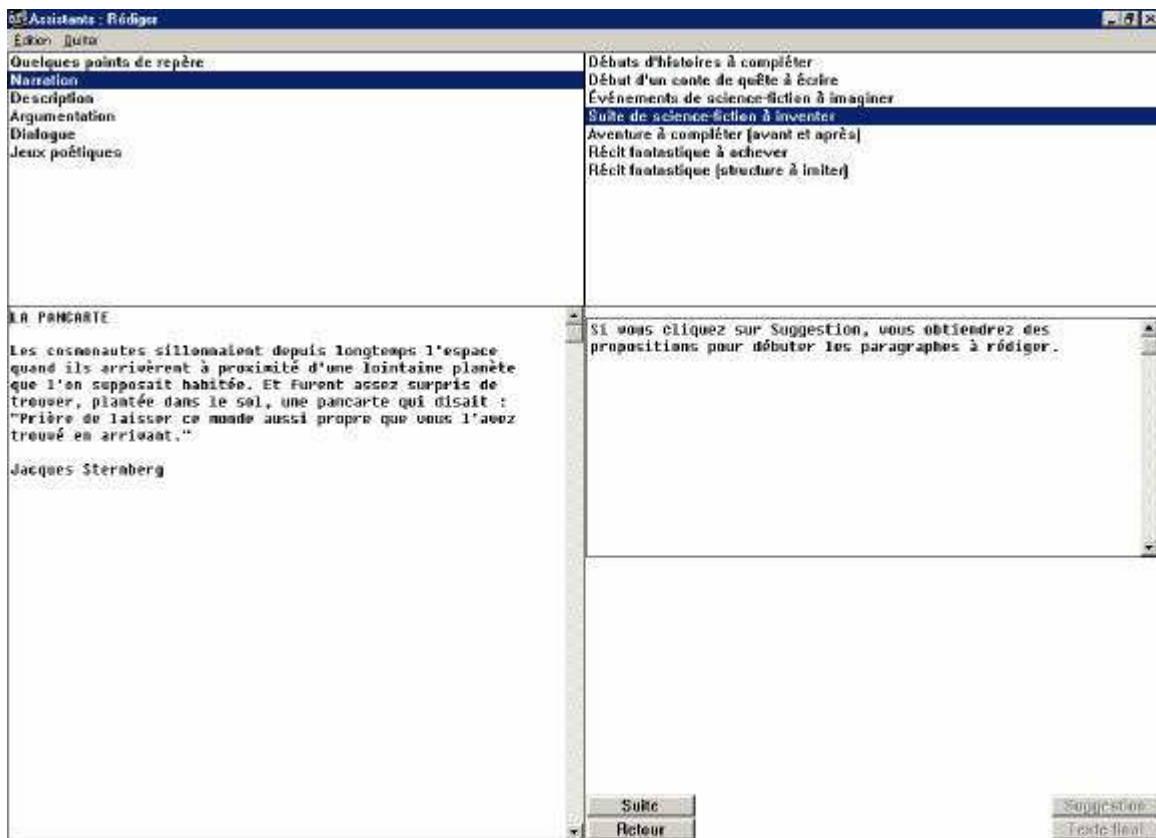 Assistants : Rédiger
Édition Quitter
Quelques points de repère
Narration
Description
Argumentation
Dialogue
Jeux poétiques
Débuts d'histoires à compléter
Début d'un conte de quête à écrire
Événements de science-fiction à imaginer
Suite de science-fiction à inventer
Aventure à compléter (avant et après)
Récit fantastique à achever
Récit fantastique (structure à imiter)
LA PANCARTE
Les cosmonautes sillonnaient depuis longtemps l'espace
quand ils arrivèrent à proximité d'une lointaine planète
que l'on supposait habitée. Et furent assez surpris de
trouver, plantée dans le sol, une pancarte qui disait :
"Prière de laisser ce monde aussi propre que vous l'avez
trouvé en arrivant."
Jacques Sternberg
Si vous cliquez sur Suggestion, vous obtiendrez des
propositions pour débuter les paragraphes à rédiger.
Suite
Retour
Suggestion
Texte final